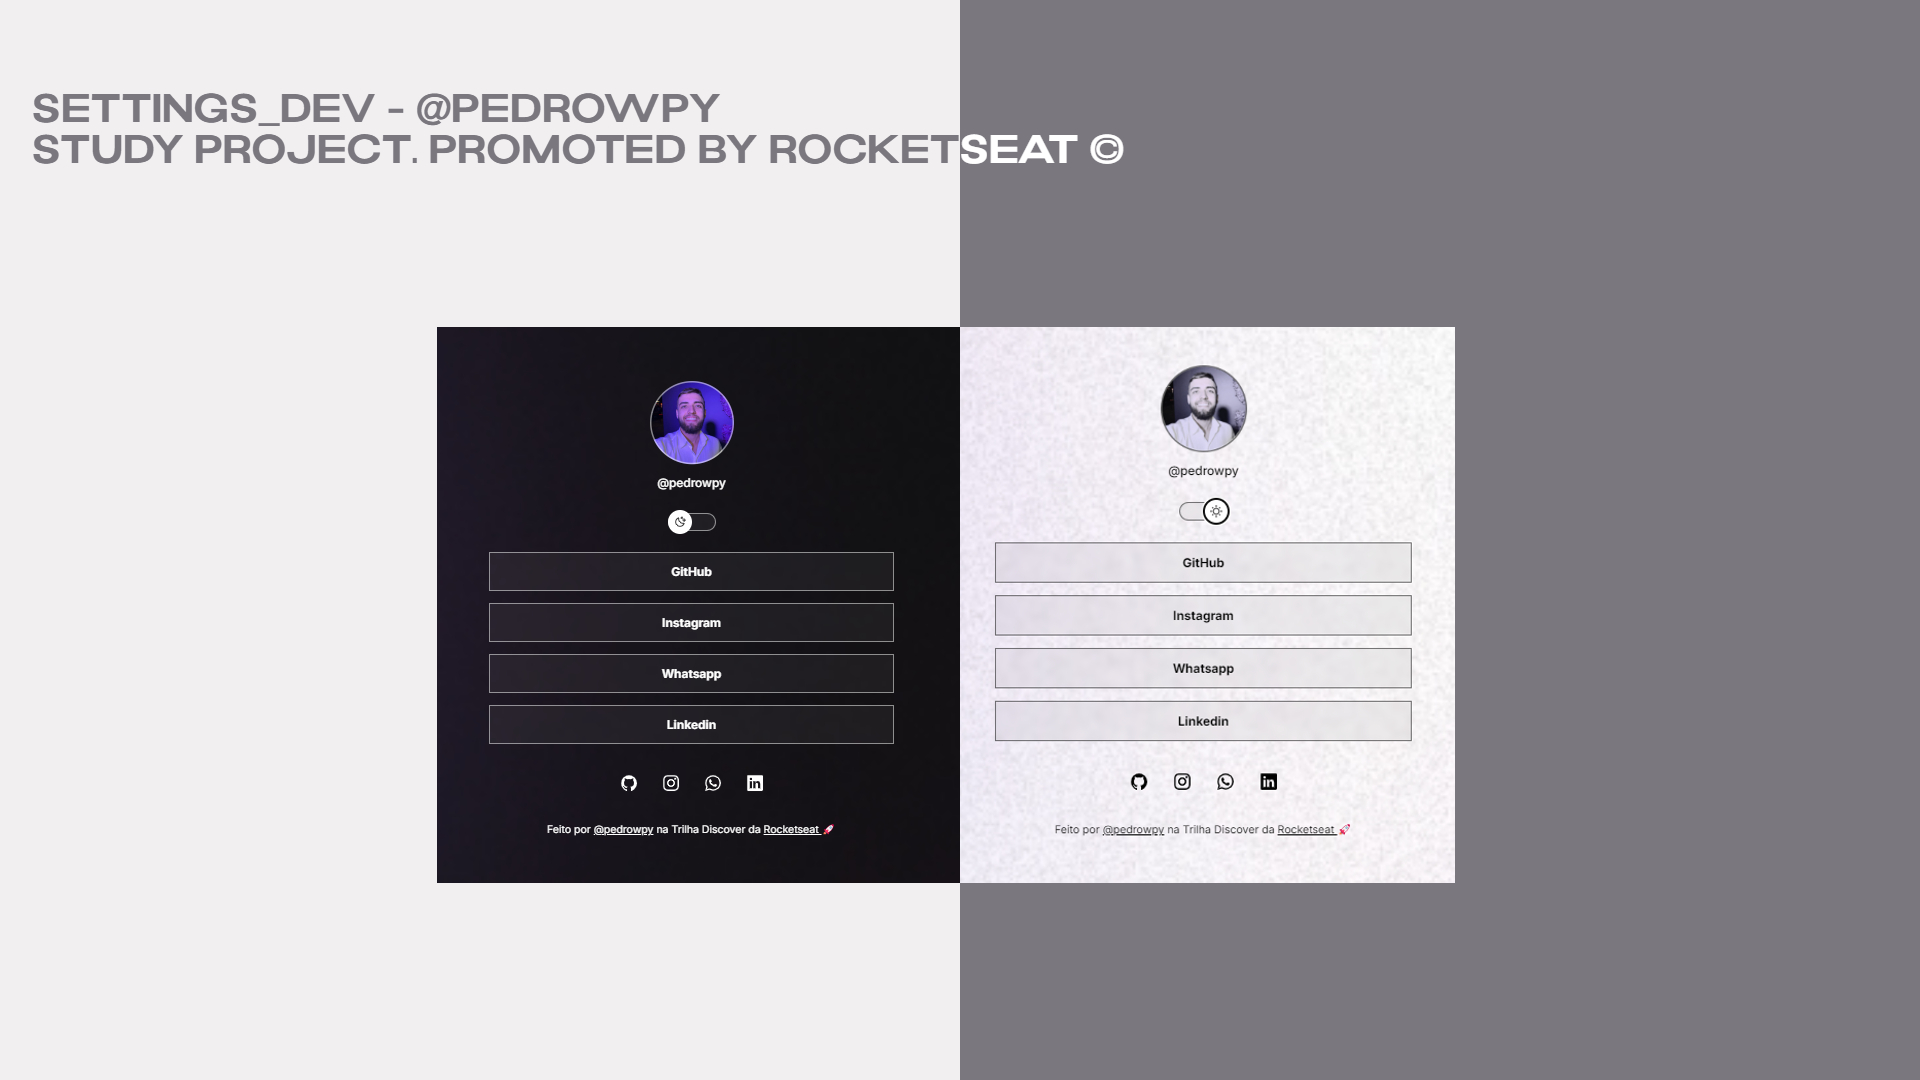 SETTINGS_DEV - @PEDROWPY
STUDY PROJECT. PROMOTED BY ROCKETSEAT ©
@pedrowpy
GitHub
Instagram
Whatsapp
Linkedin
Feito por @pedrowpy na Trilha Discover da Rocketseat 🚀
@pedrowpy
GitHub
Instagram
Whatsapp
Linkedin
Feito por @pedrowpy na Trilha Discover da Rocketseat 🚀